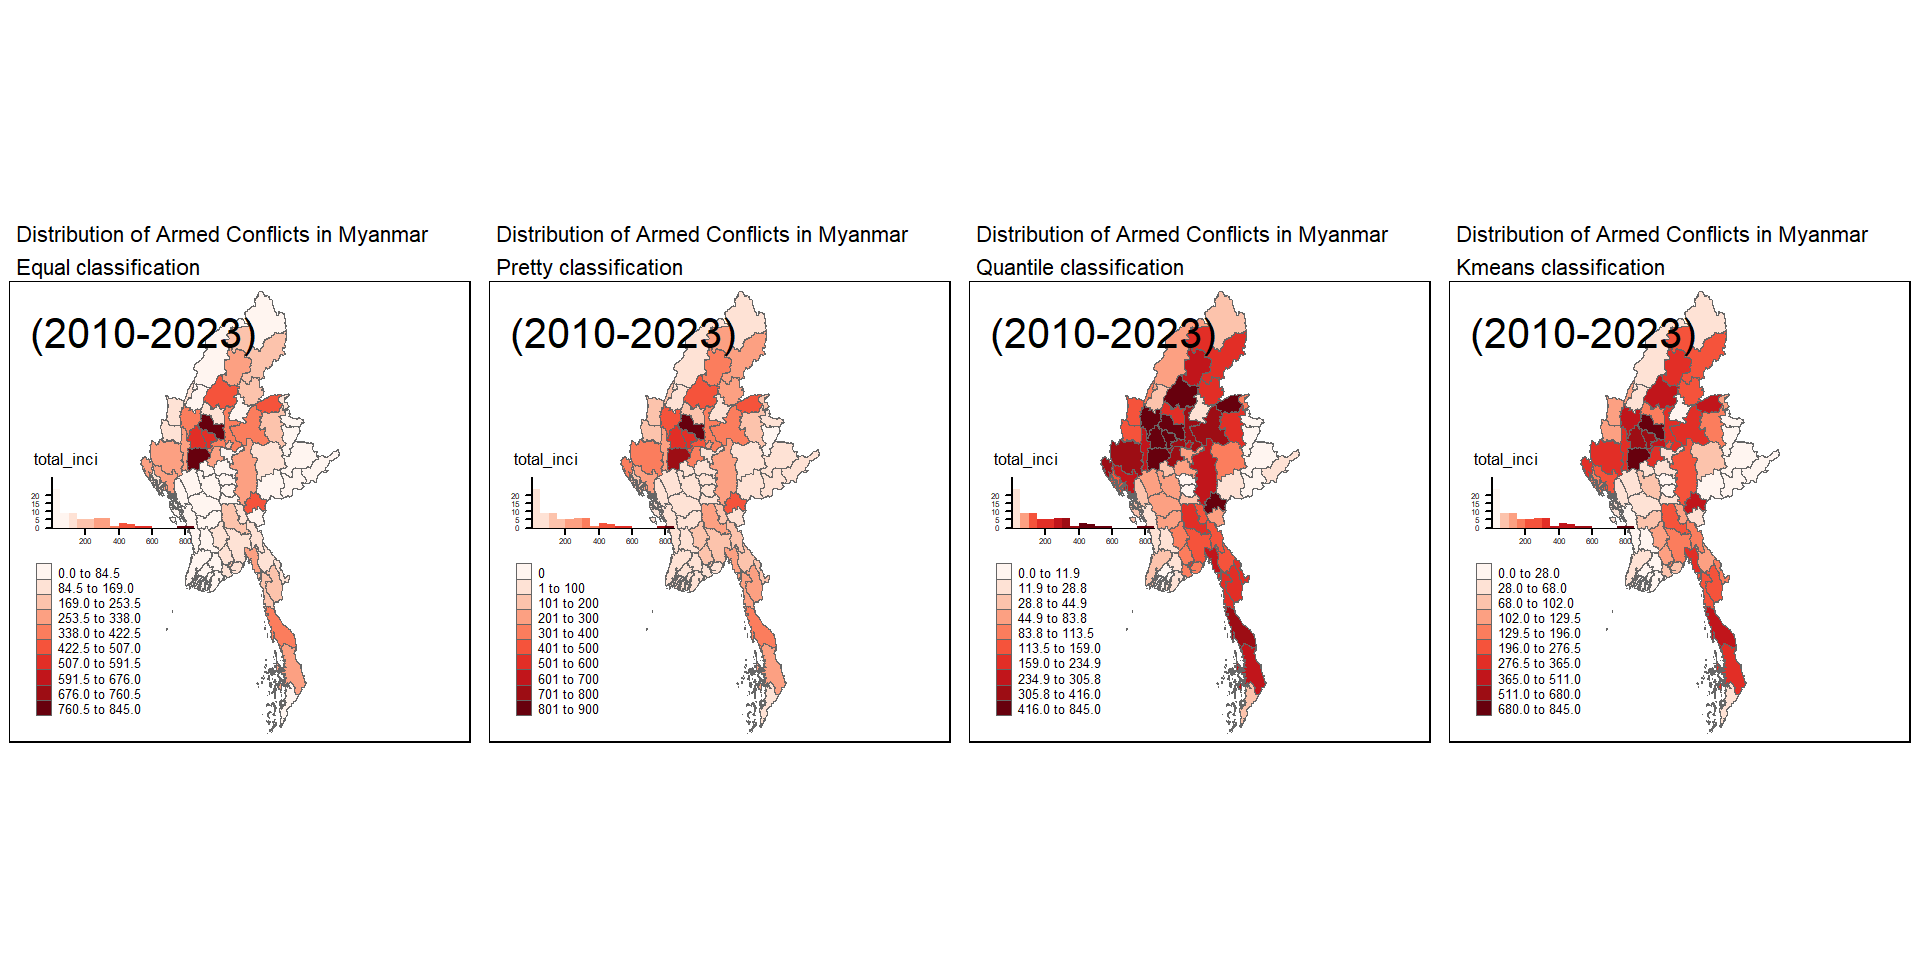 Distribution of Armed Conflicts in Myanmar
Equal classification
(2010-2023)
total_inci
20
15
10
5
0
200 400 600 800
0.0 to 84.5
84.5 to 169.0
169.0 to 253.5
253.5 to 338.0
338.0 to 422.5
422.5 to 507.0
507.0 to 591.5
591.5 to 676.0
676.0 to 760.5
760.5 to 845.0
Distribution of Armed Conflicts in Myanmar
Pretty classification
(2010-2023)
total_inci
20
15
10
5
0
200 400 600 800
0
1 to 100
101 to 200
201 to 300
301 to 400
401 to 500
501 to 600
601 to 700
701 to 800
801 to 900
Distribution of Armed Conflicts in Myanmar
Quantile classification
(2010-2023)
total_inci
20
15
10
5
0
200 400 600 800
0.0 to 11.9
11.9 to 28.8
28.8 to 44.9
44.9 to 83.8
83.8 to 113.5
113.5 to 159.0
159.0 to 234.9
234.9 to 305.8
305.8 to 416.0
416.0 to 845.0
Distribution of Armed Conflicts in Myanmar
Kmeans classification
(2010-2023)
total_inci
20
15
10
5
0
200 400 600 800
0.0 to 28.0
28.0 to 68.0
68.0 to 102.0
102.0 to 129.5
129.5 to 196.0
196.0 to 276.5
276.5 to 365.0
365.0 to 511.0
511.0 to 680.0
680.0 to 845.0